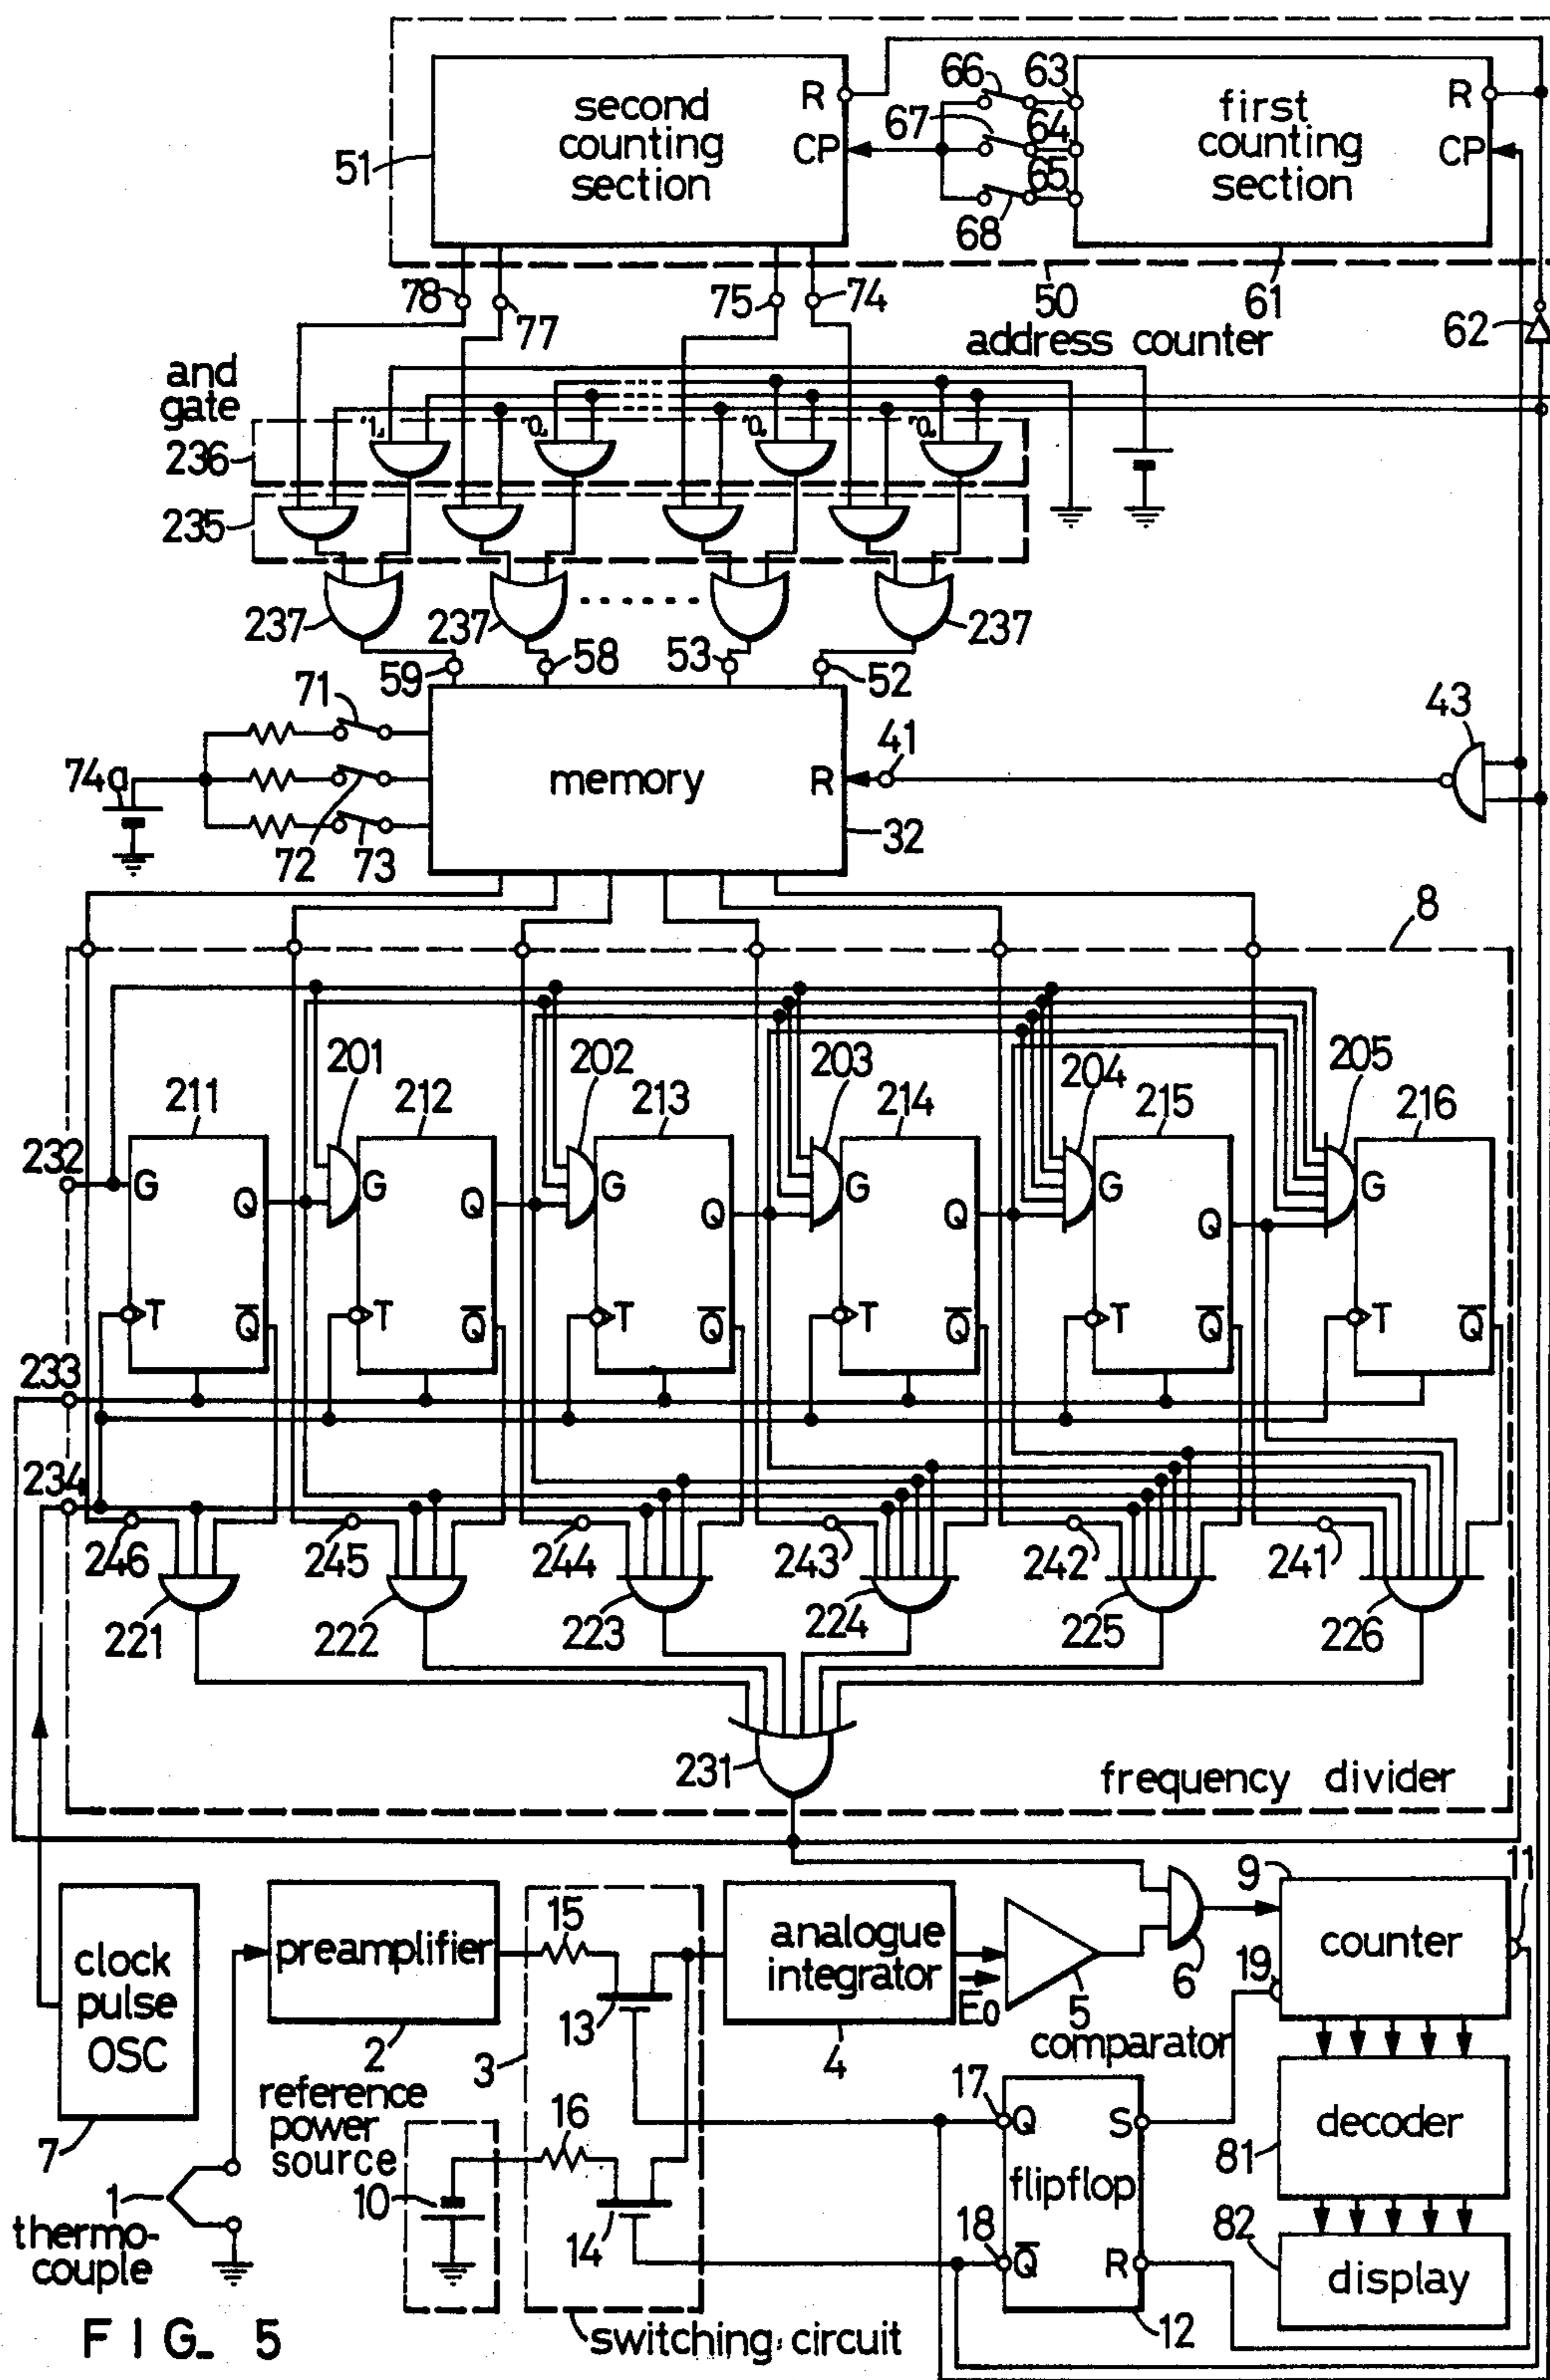 second
counting
section
R
CP
51
66
67
68
63
64
65
first
counting
section
R
CP
78
77
75
74
50
61
62
address counter
and
gate
236
"1"
"0"
"0"
"0"
235
237
237
237
59
58
53
52
71
74a
72
73
memory
R
41
32
43
8
201
202
203
204
205
211
212
213
214
215
216
232
G
Q
G
Q
G
Q
G
Q
G
Q
G
T
Q̅
T
Q̅
T
Q̅
T
Q̅
T
Q̅
T
Q̅
233
234
246
245
244
243
242
241
221
222
223
224
225
226
231
frequency divider
clock
pulse
OSC
7
preamplifier
2
15
13
3
analogue
integrator
4
E0
5
comparator
6
9
11
counter
19
reference
power
source
10
16
14
17
Q
S
flipflop
18
Q̅
R
12
decoder
81
82
display
1
thermo-
couple
switching circuit
FIG. 5